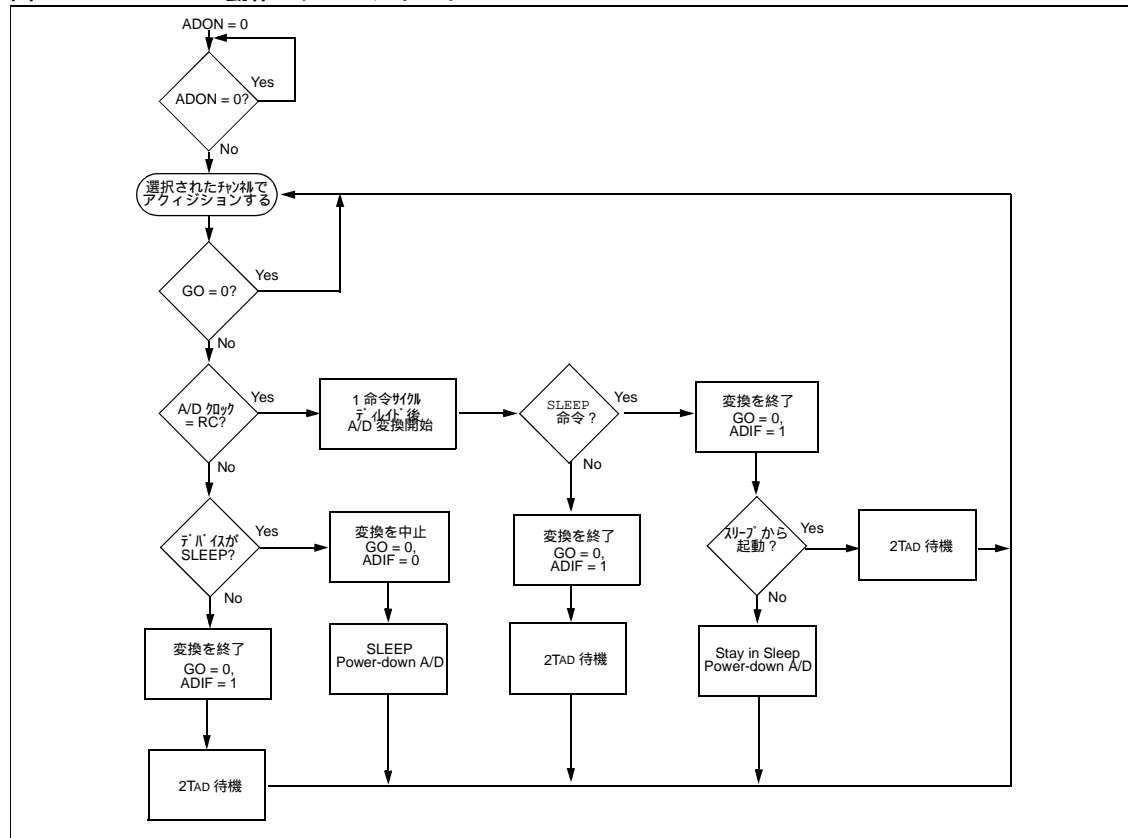 ADON = 0
ADON = 0?
Yes
No
選択されたチャンネルで
アクィジションする
GO = 0?
Yes
No
A/D クロック
= RC?
Yes
No
1 命令サイクル
ディレイド後
A/D 変換開始
SLEEP
命令 ?
Yes
No
変換を終了
GO = 0,
ADIF = 1
デバイスが
SLEEP?
Yes
No
変換を中止
GO = 0,
ADIF = 0
変換を終了
GO = 0,
ADIF = 1
スリープから
起動 ?
Yes
No
2TAD 待機
変換を終了
GO = 0,
ADIF = 1
SLEEP
Power-down A/D
2TAD 待機
Stay in Sleep
Power-down A/D
2TAD 待機